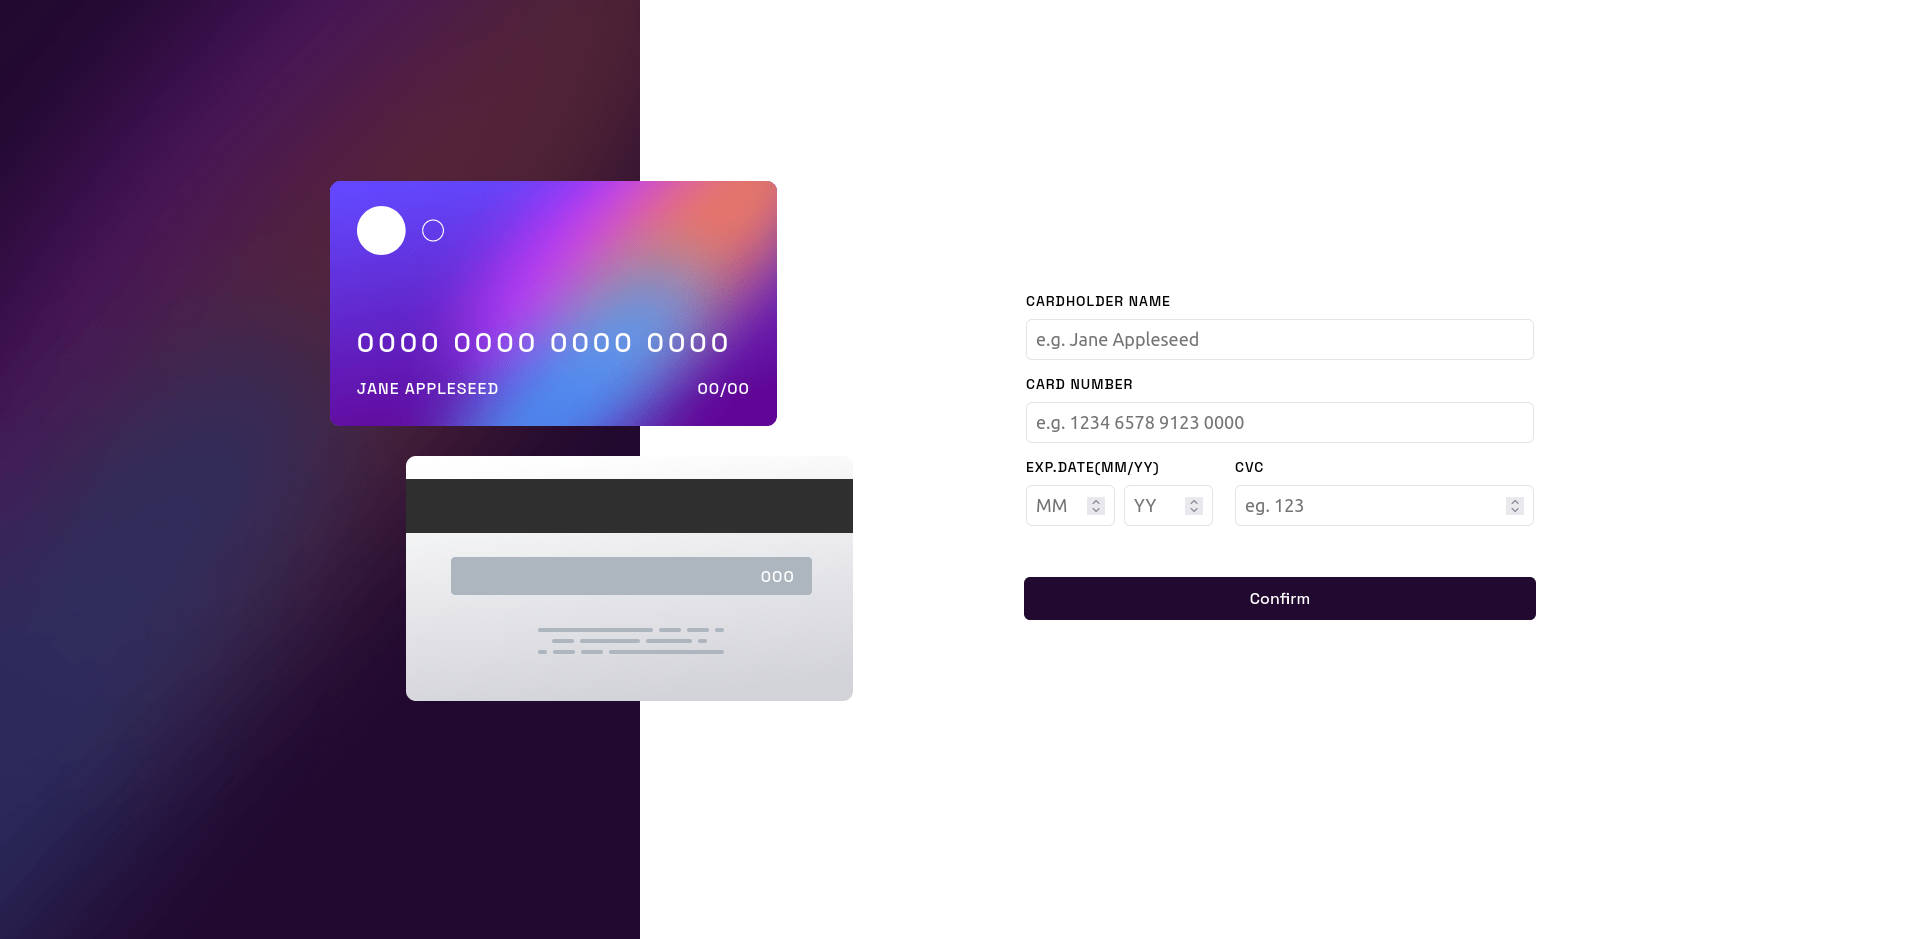 0000 0000 0000 0000
JANE APPLESEED 00/00
000
CARDHOLDER NAME
e.g. Jane Appleseed
CARD NUMBER
e.g. 1234 6578 9123 0000
EXP.DATE(MM/YY) CVC
MM YY eg. 123
Confirm